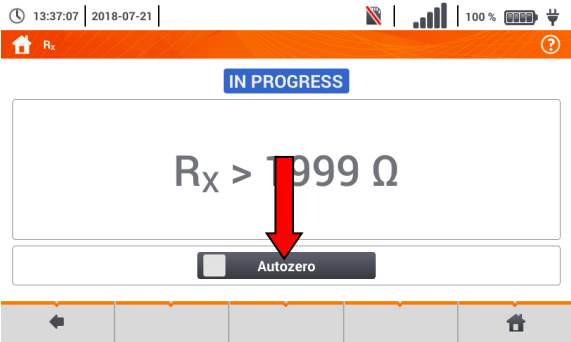 13:37:07 2018-07-21 100 %
Rx ?
IN PROGRESS
Rx > 1999 Ω
Autozero